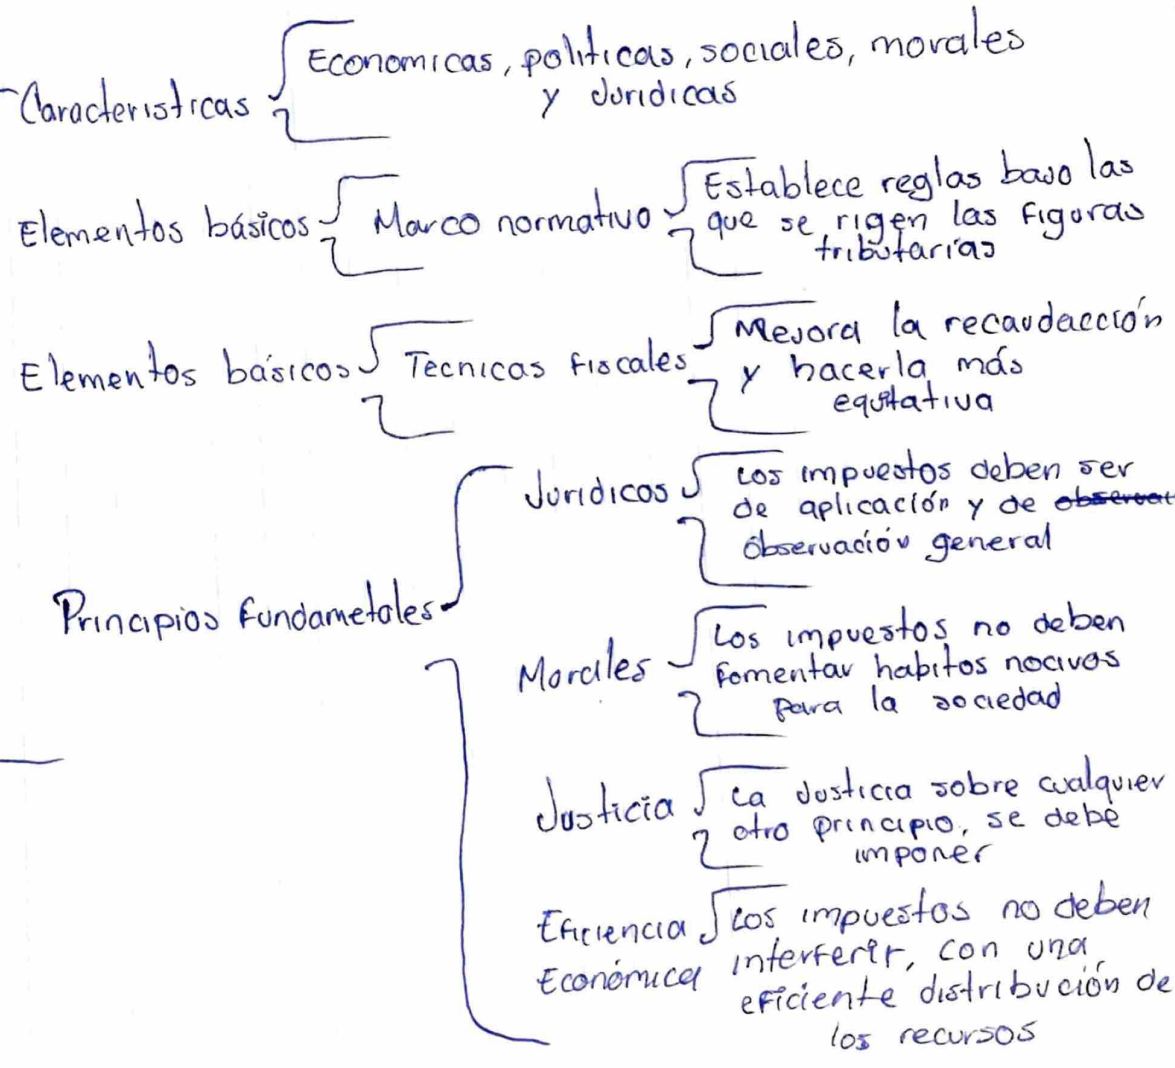 Caracteristicas
Economicas, politicas, sociales, morales
y Juridicas
Elementos básicos
Marco normativo
Establece reglas bajo las
que se rigen las figuras
tributarias
Elementos básicos
Tecnicas fiscales
Mejora la recaudacción
y hacerla más
equitativa
Principios fundametales
Juridicos
Los impuestos deben ser
de aplicación y de observat
observación general
Morales
Los impuestos no deben
fomentar habitos nocivos
para la sociedad
Justicia
La Justicia sobre cualquier
otro principio, se debe
imponer
Eficiencia
Económica
Los impuestos no deben
interferir, con una
eficiente distribución de
los recursos